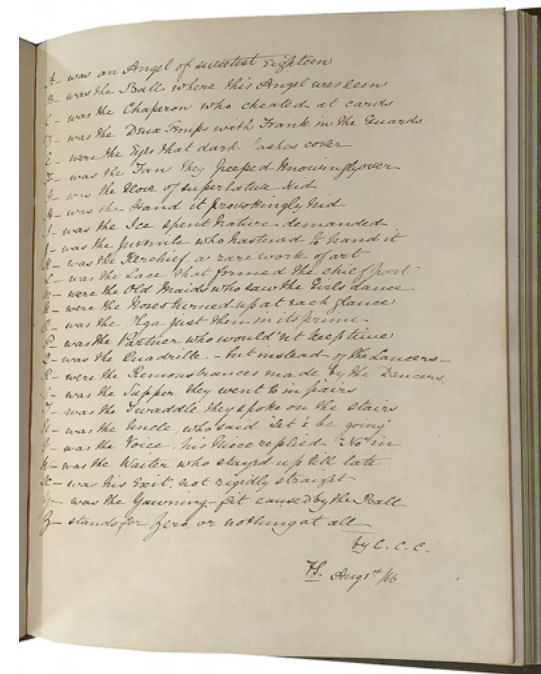 A - was an Angel of sweetest eighteen
B - was the Ball where this Angel was seen
C - was the Chaperon who cheated at cards
D - was the Deux Temps with Frank in the Guards
E - were the Eyes that dark lashes cover
F - was the Fan they peeped knowingly over
G - was the Glove of superlative Kid
H - was the Hand it provokingly hid
I - was the Ice spent Nature demanded
J - was the juvenile who hastened to hand it
K - was the Kerchief a rare work of art
L - was the Lace that formed the chief part
M - were the Old Maids who saw the Girls dance
N - were the Noses turned up at each glance
O - was the Olga just then in its prime
P - was the Partner who would'nt keep time
Q - was the Quadrille - but instead of the Lancers -
R - were the Remonstrances made by the Dancers,
S - was the Supper they went to in pairs
T - was the Twaddle they spoke on the stairs
U - was the Uncle, who said 'let's be going'
V - was the Voice, his Niece replied - No in
W - was the Waiter who stayed up till late
X - was his Exit, not rigidly straight
Y - was the Yawning-fit caused by the Ball
Z - stands for Zero, or nothing at all
by C. C. C.
Augt 1st /66